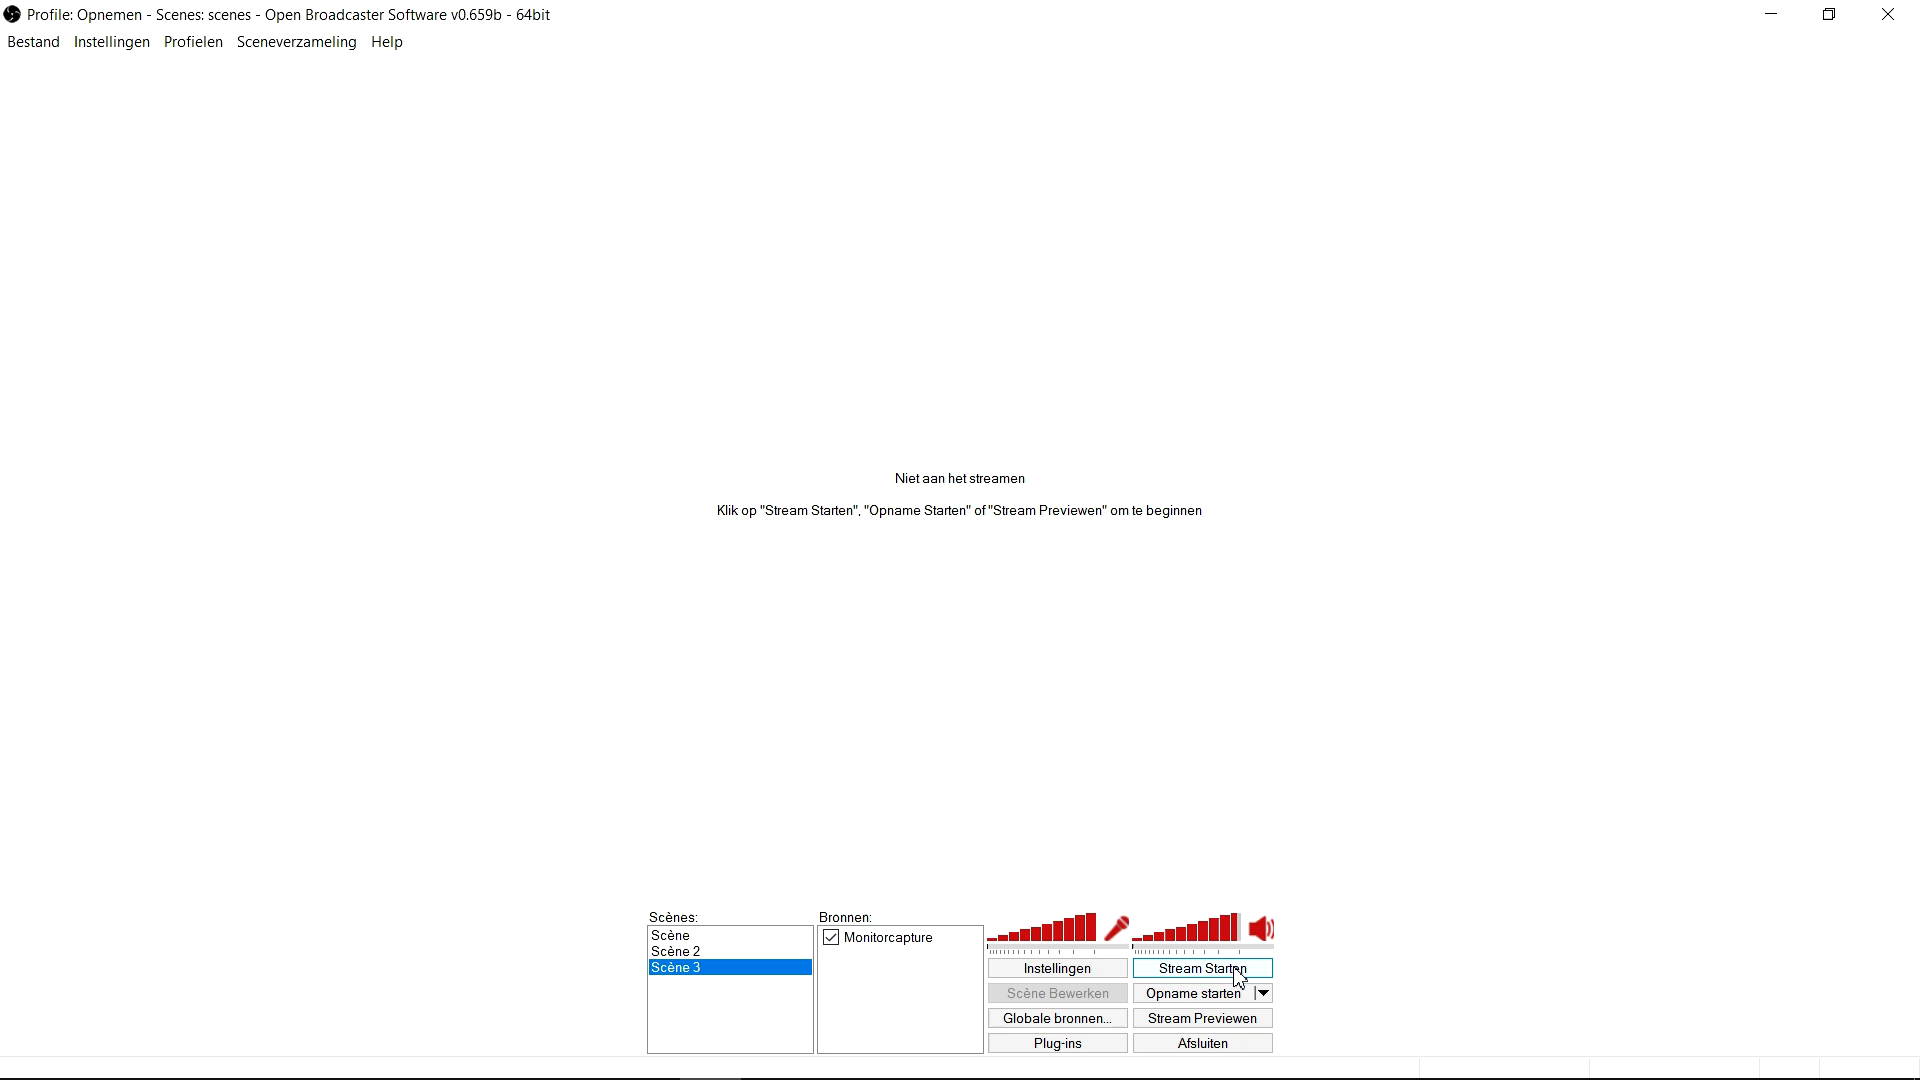 Profile: Opnemen - Scenes: scenes - Open Broadcaster Software v0.659b - 64bit
Bestand Instellingen Profielen Sceneverzameling Help
Niet aan het streamen
Klik op "Stream Starten", "Opname Starten" of "Stream Previewen" om te beginnen
Scènes:
Scène
Scène 2
Scène 3
Bronnen:
Monitorcapture
Instellingen
Stream Starten
Scène Bewerken
Opname starten
Globale bronnen...
Stream Previewen
Plug-ins
Afsluiten